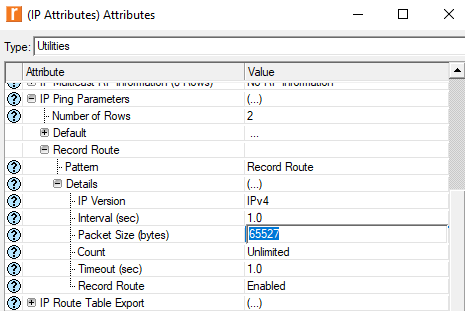 (IP Attributes) Attributes
Type: Utilities
Attribute Value
IP Ping Parameters (...)
Number of Rows 2
Default ...
Record Route
Pattern Record Route
Details (...)
IP Version IPv4
Interval (sec) 1.0
Packet Size (bytes) 65527
Count Unlimited
Timeout (sec) 1.0
Record Route Enabled
IP Route Table Export (...)